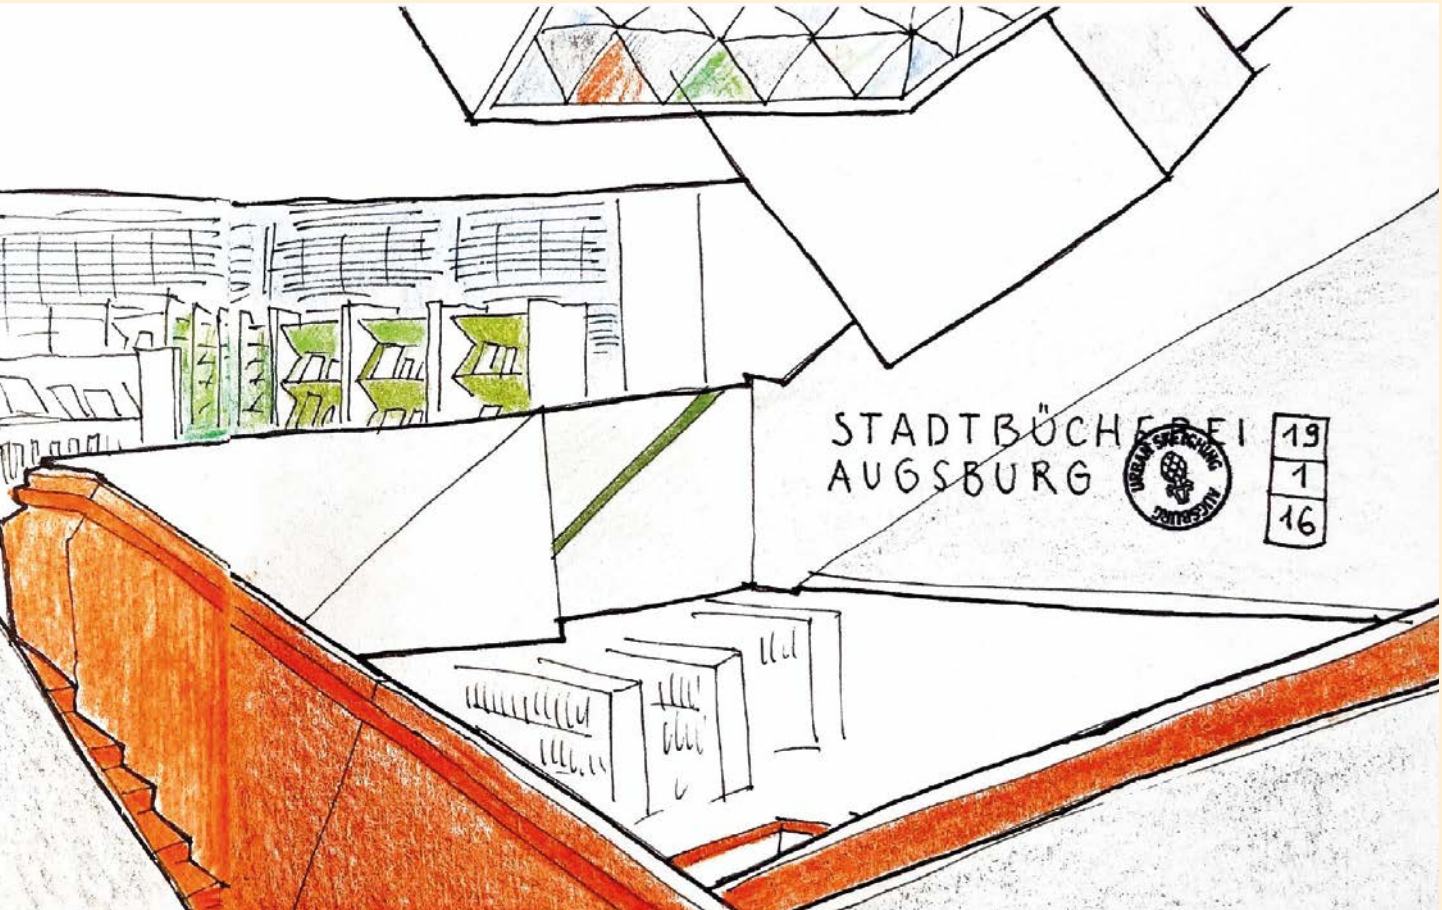 STADTBÜCHEREI
AUGSBURG
URBAN SKETCHING AUGSBURG
19
1
16